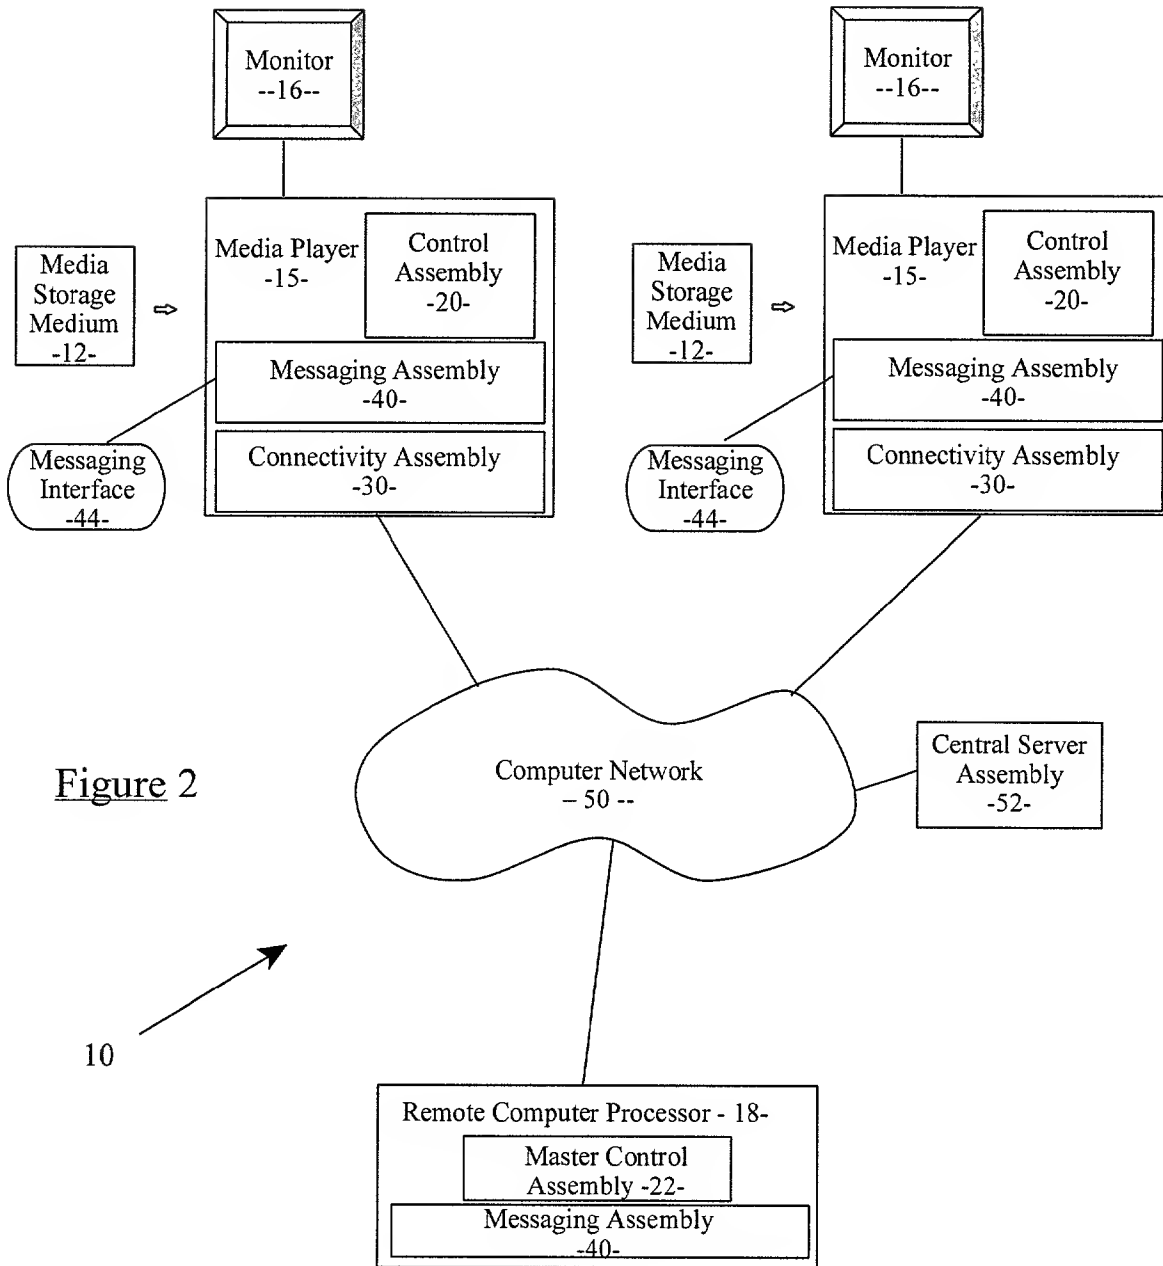 Monitor
--16--
Monitor
--16--
Media Player
-15-
Control
Assembly
-20-
Media
Storage
Medium
-12-
Messaging Assembly
-40-
Connectivity Assembly
-30-
Messaging
Interface
-44-
Media Player
-15-
Control
Assembly
-20-
Media
Storage
Medium
-12-
Messaging Assembly
-40-
Connectivity Assembly
-30-
Messaging
Interface
-44-
Figure 2
Computer Network
– 50 --
Central Server
Assembly
-52-
10
Remote Computer Processor - 18-
Master Control
Assembly -22-
Messaging Assembly
-40-